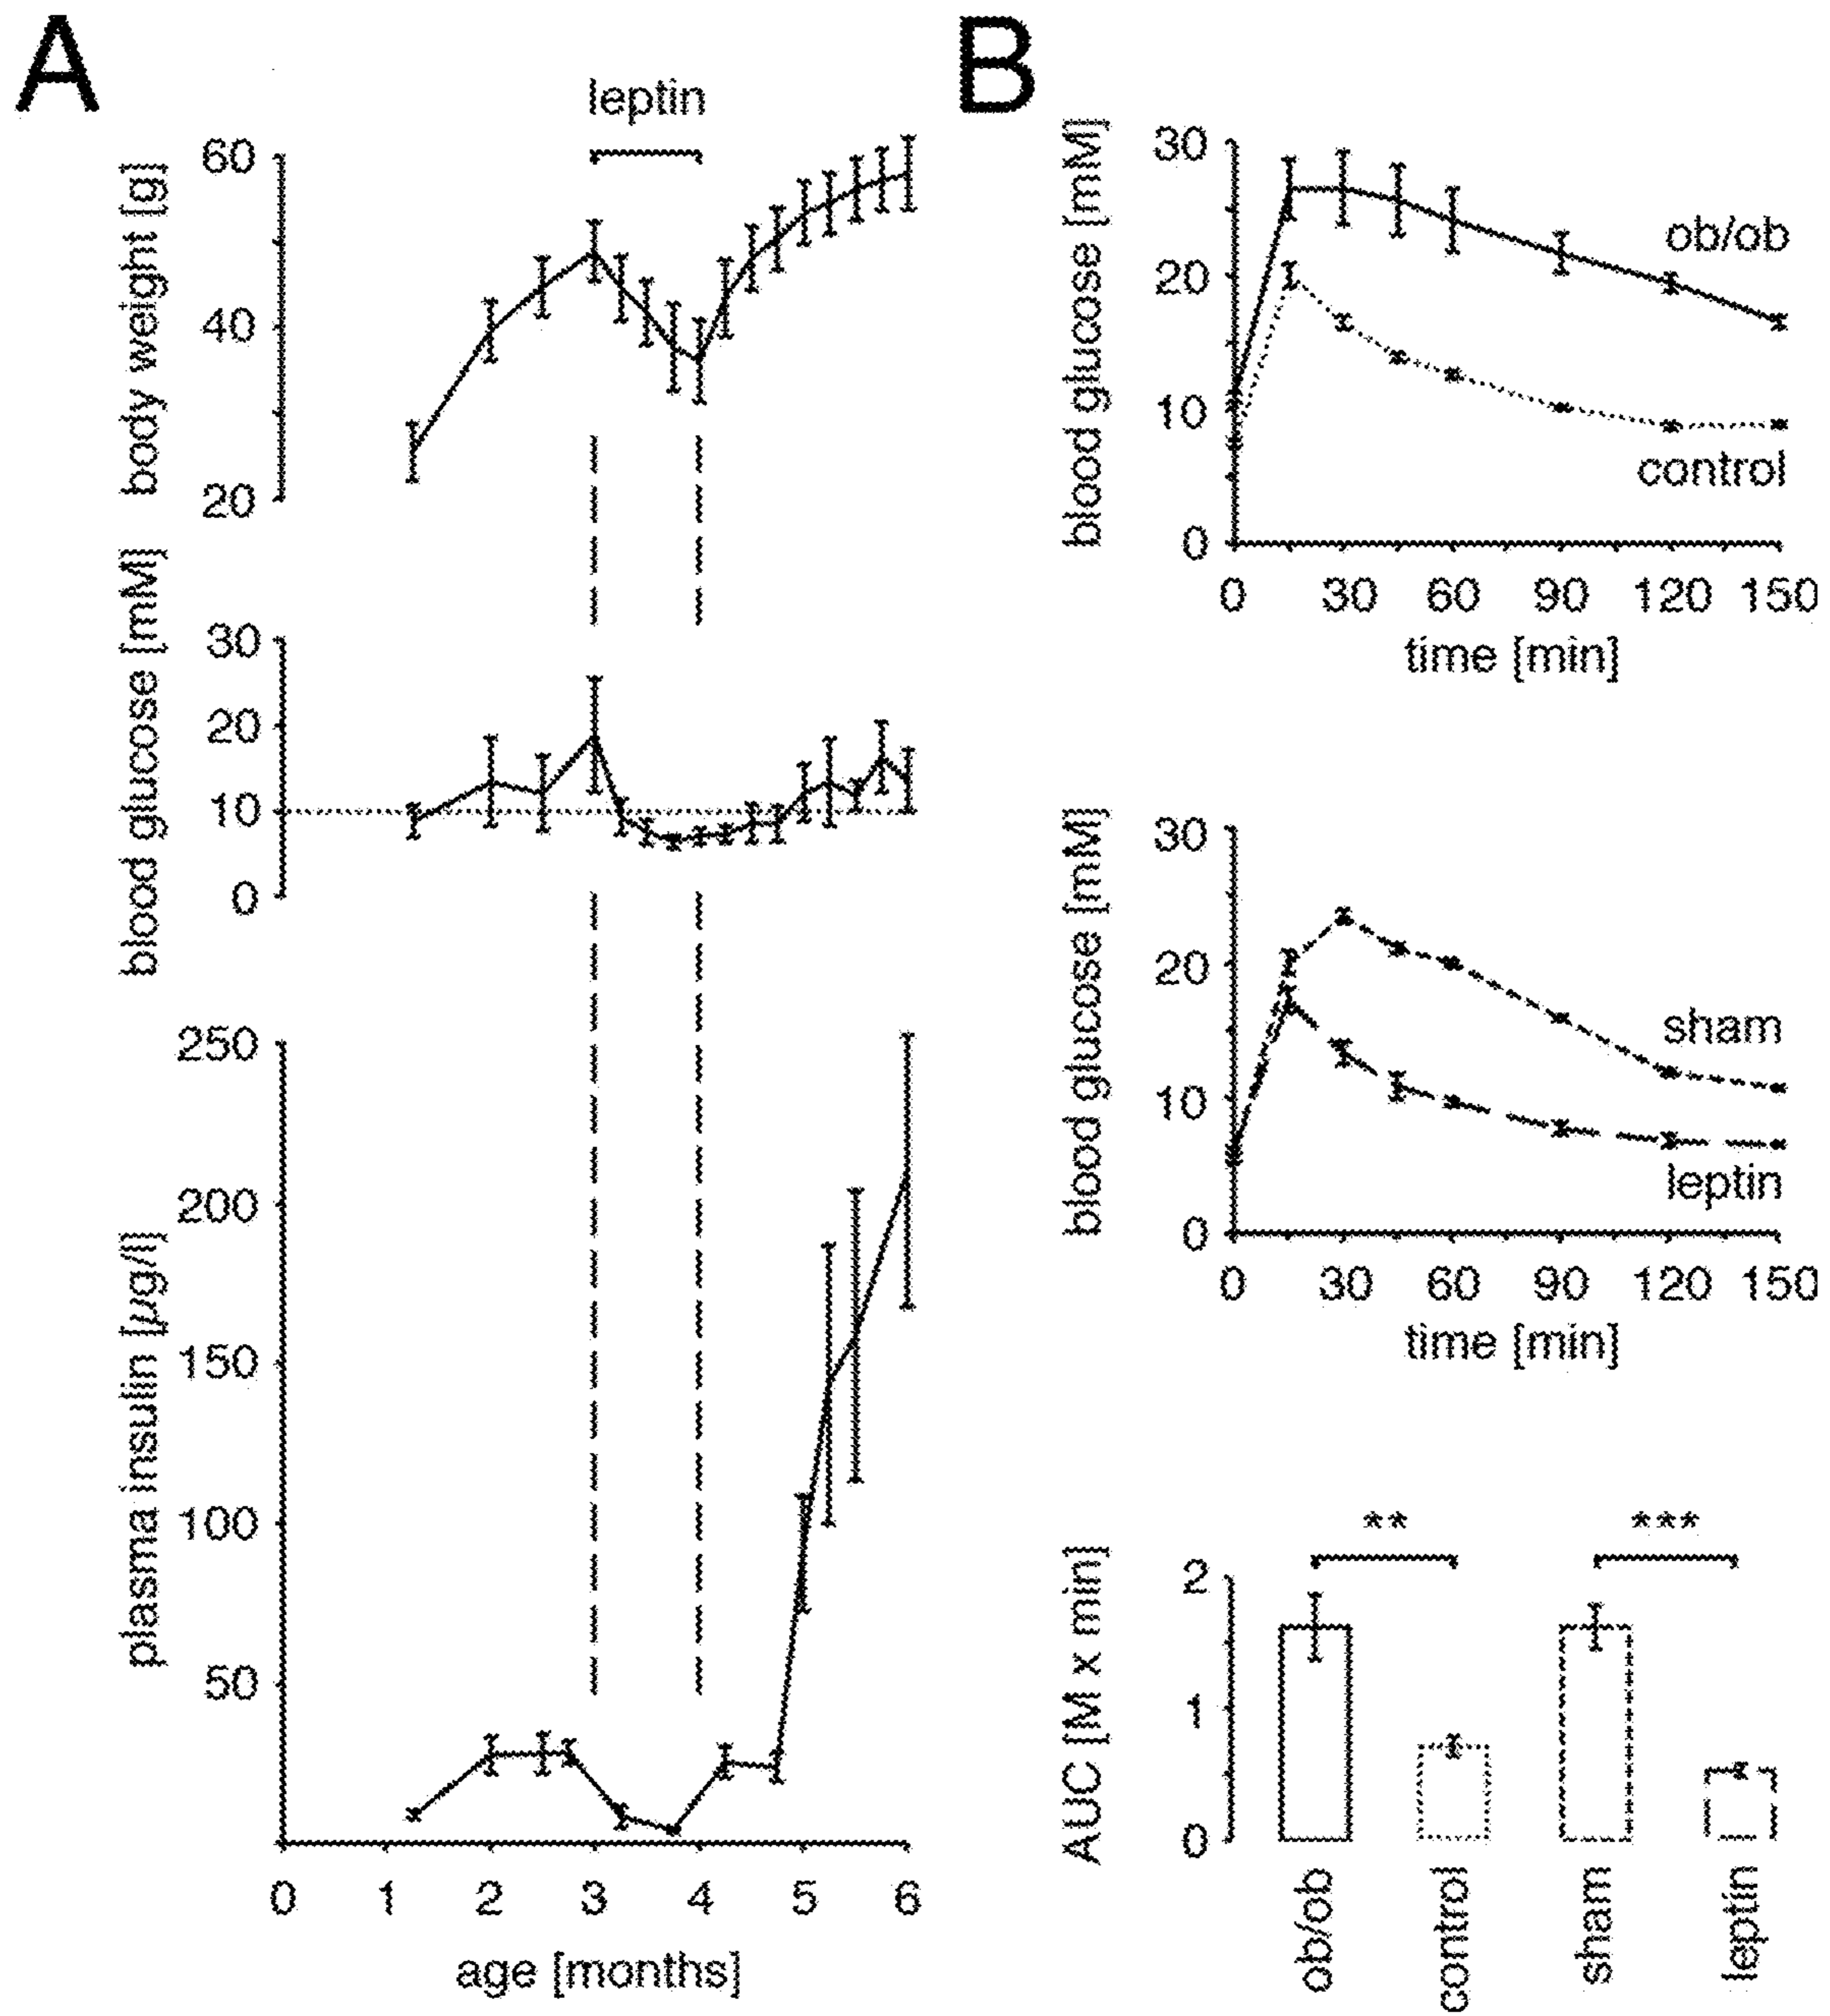 A
leptin
body weight [g]
60
40
20
blood glucose [mM]
30
20
10
0
plasma insulin [µg/l]
250
200
150
100
50
0 1 2 3 4 5 6
age [months]
B
blood glucose [mM]
30
20
10
0
ob/ob
control
0 30 60 90 120 150
time [min]
blood glucose [mM]
30
20
10
0
sham
leptin
0 30 60 90 120 150
time [min]
AUC [M x min]
** ***
2
1
0
ob/ob
control
sham
leptin